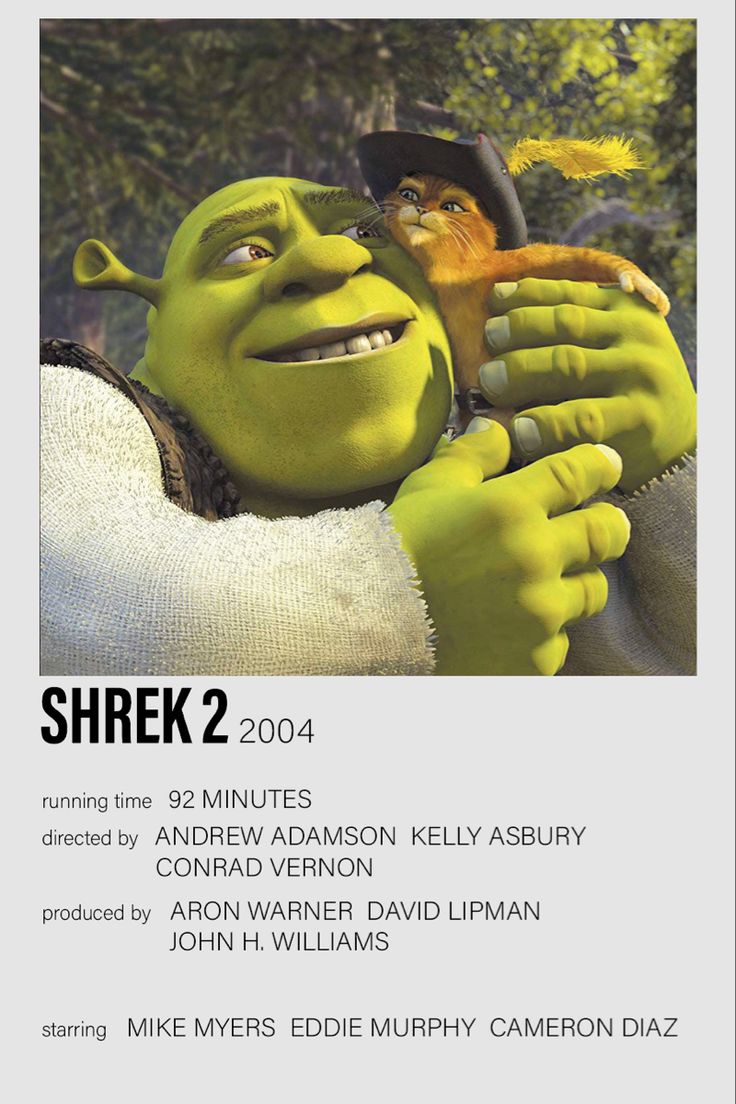 SHREK 2 2004
running time 92 MINUTES
directed by ANDREW ADAMSON KELLY ASBURY
CONRAD VERNON
produced by ARON WARNER DAVID LIPMAN
JOHN H. WILLIAMS
starring MIKE MYERS EDDIE MURPHY CAMERON DIAZ